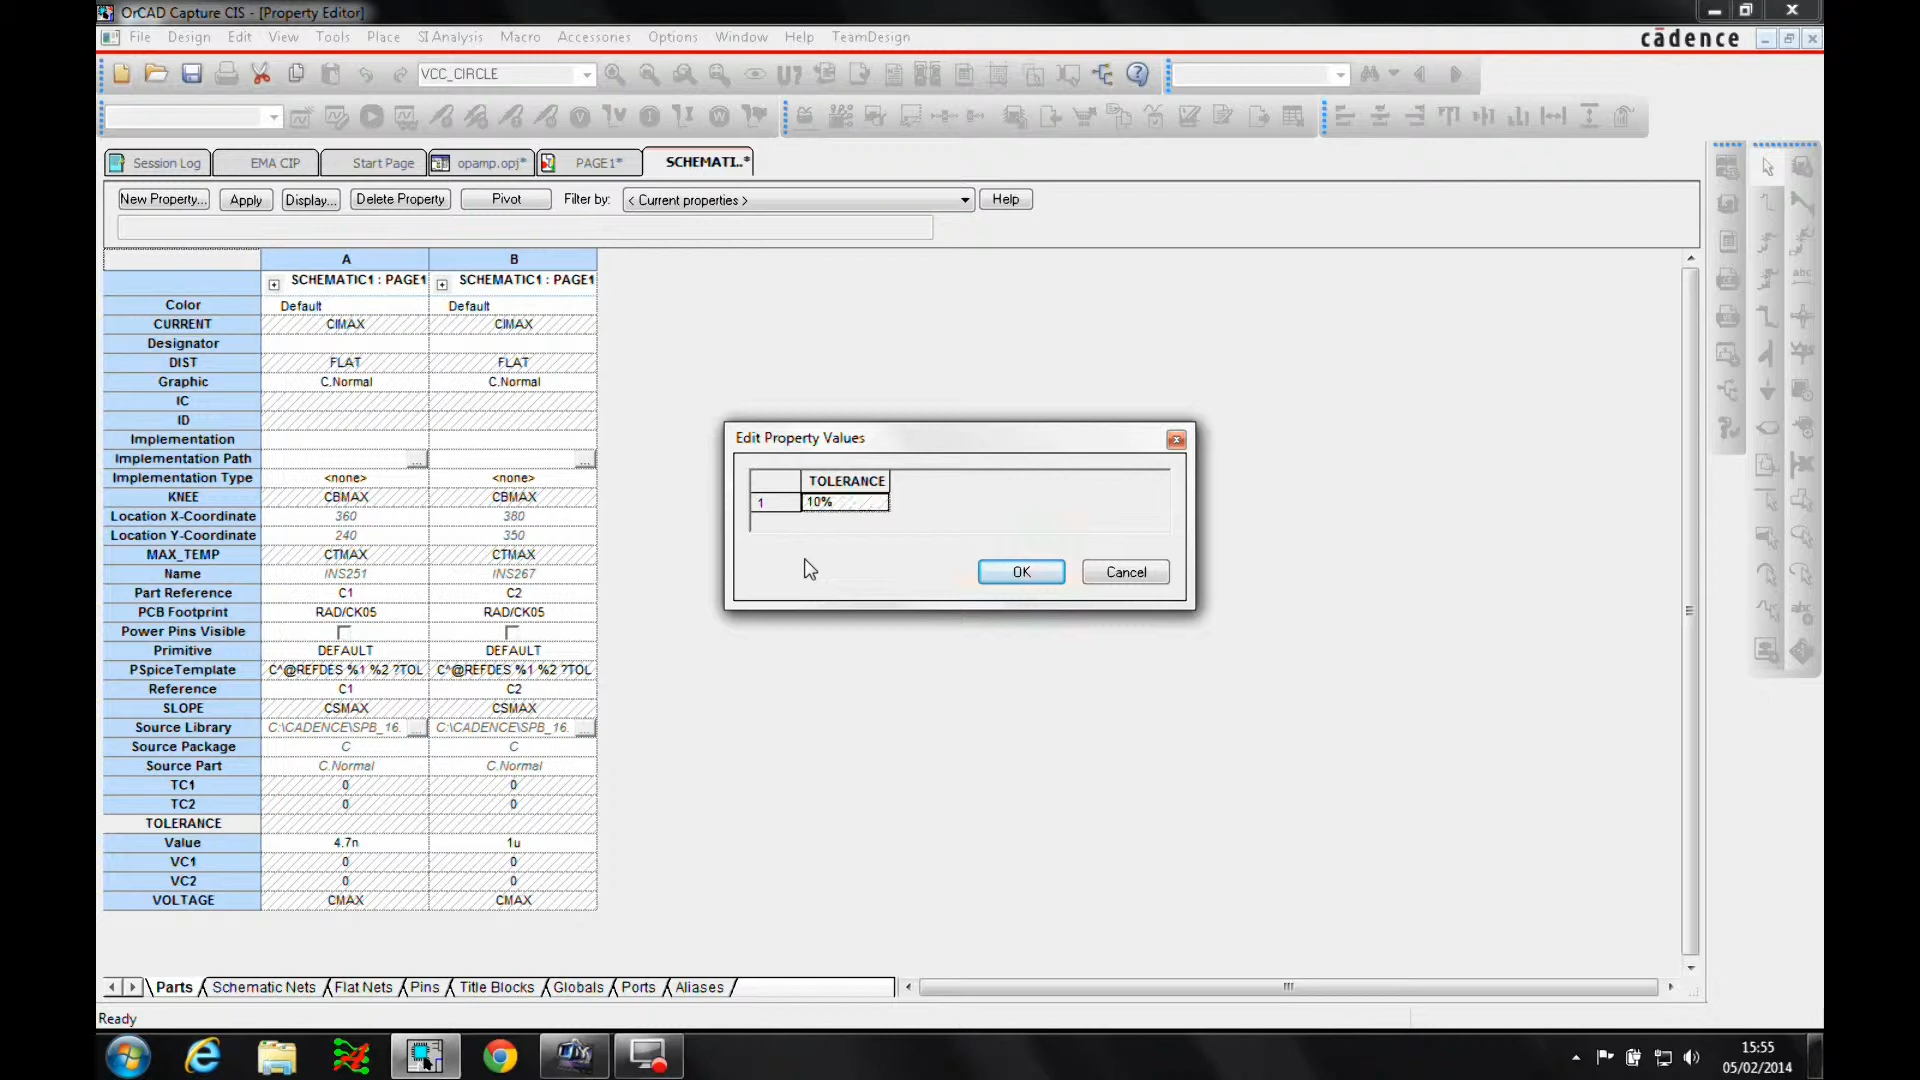 OrCAD Capture CIS - [Property Editor]
File Design Edit View Tools Place SI Analysis Macro Accessories Options Window Help TeamDesign
cādence
VCC_CIRCLE
U?
Session Log EMA CIP Start Page opamp.opj* PAGE1* SCHEMATI..*
New Property... Apply Display... Delete Property Pivot Filter by: < Current properties > Help
A B
SCHEMATIC1 : PAGE1 SCHEMATIC1 : PAGE1
Color Default Default
CURRENT CIMAX CIMAX
Designator
DIST FLAT FLAT
Graphic C.Normal C.Normal
IC
ID
Implementation
Implementation Path ... ...
Implementation Type <none> <none>
KNEE CBMAX CBMAX
Location X-Coordinate 360 380
Location Y-Coordinate 240 350
MAX_TEMP CTMAX CTMAX
Name INS251 INS267
Part Reference C1 C2
PCB Footprint RAD/CK05 RAD/CK05
Power Pins Visible
Primitive DEFAULT DEFAULT
PSpiceTemplate C^@REFDES %1 %2 ?TOL C^@REFDES %1 %2 ?TOL
Reference C1 C2
SLOPE CSMAX CSMAX
Source Library C:\CADENCE\SPB_16. ... C:\CADENCE\SPB_16. ...
Source Package C C
Source Part C.Normal C.Normal
TC1 0 0
TC2 0 0
TOLERANCE
Value 4.7n 1u
VC1 0 0
VC2 0 0
VOLTAGE CMAX CMAX
Edit Property Values
TOLERANCE
1 10%
OK Cancel
Parts Schematic Nets Flat Nets Pins Title Blocks Globals Ports Aliases
Ready
15:55
05/02/2014